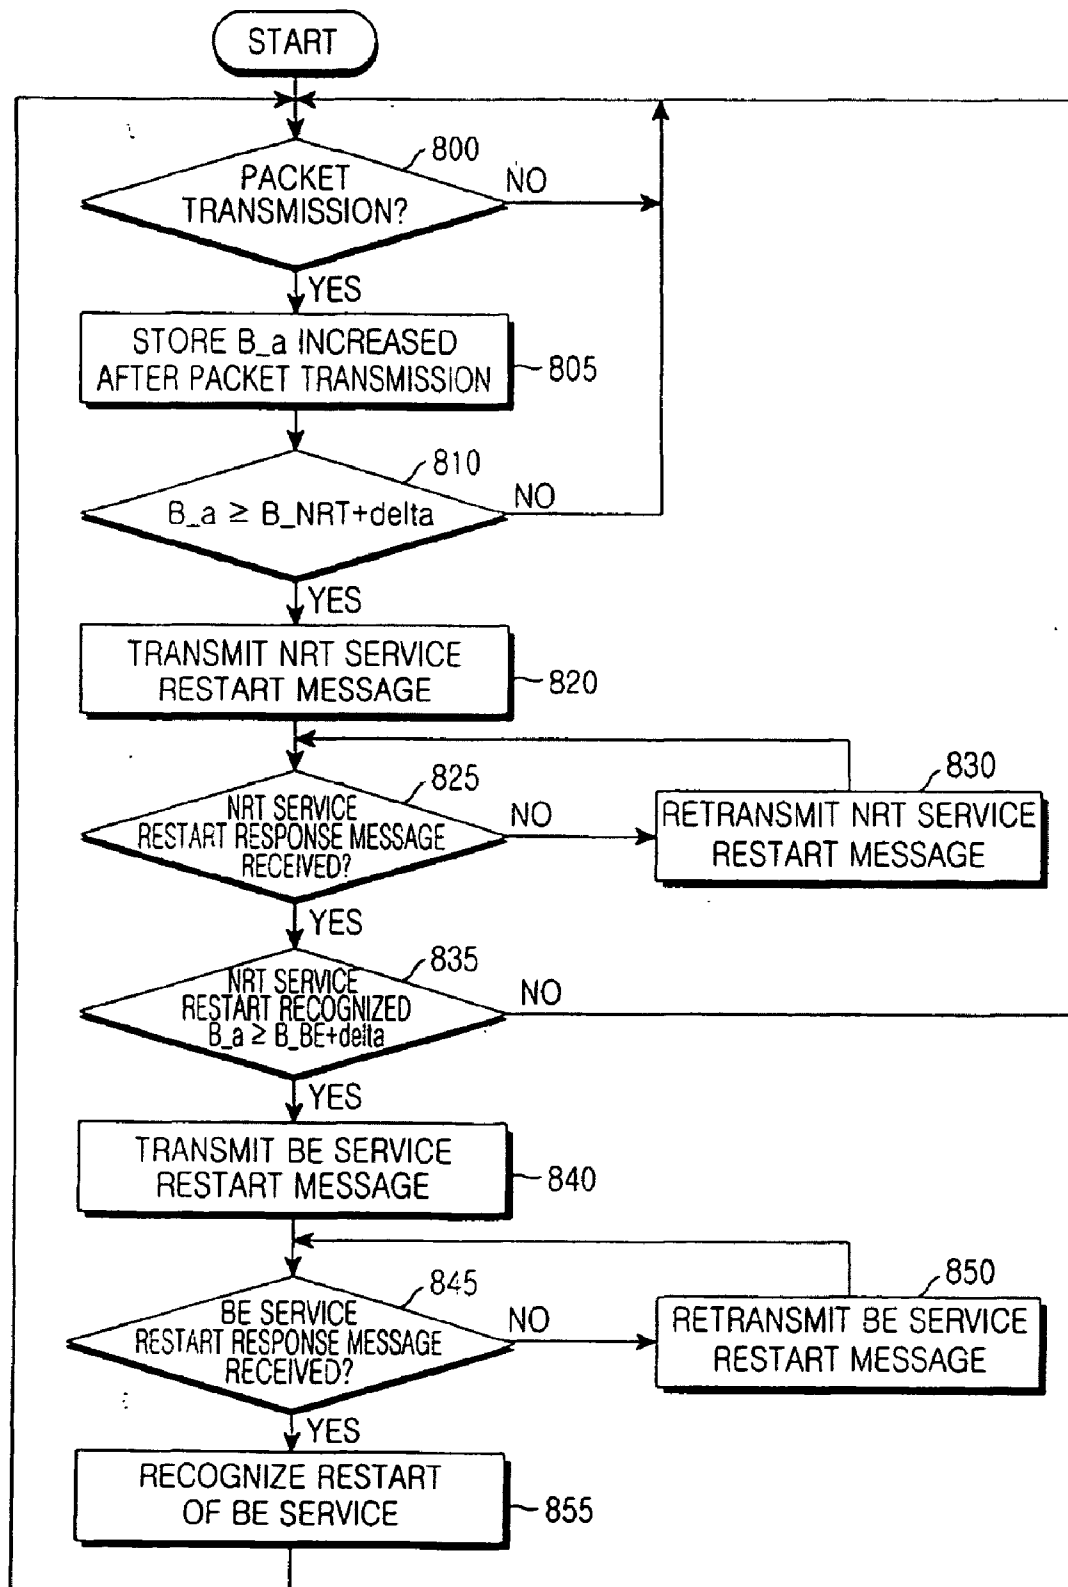 START
800
PACKET
TRANSMISSION?
NO
YES
STORE B_a INCREASED
AFTER PACKET TRANSMISSION
805
810
B_a ≥ B_NRT+delta
NO
YES
TRANSMIT NRT SERVICE
RESTART MESSAGE
820
825
NRT SERVICE
RESTART RESPONSE MESSAGE
RECEIVED?
NO
830
RETRANSMIT NRT SERVICE
RESTART MESSAGE
YES
835
NRT SERVICE
RESTART RECOGNIZED
B_a ≥ B_BE+delta
NO
YES
TRANSMIT BE SERVICE
RESTART MESSAGE
840
845
BE SERVICE
RESTART RESPONSE MESSAGE
RECEIVED?
NO
850
RETRANSMIT BE SERVICE
RESTART MESSAGE
YES
RECOGNIZE RESTART
OF BE SERVICE
855